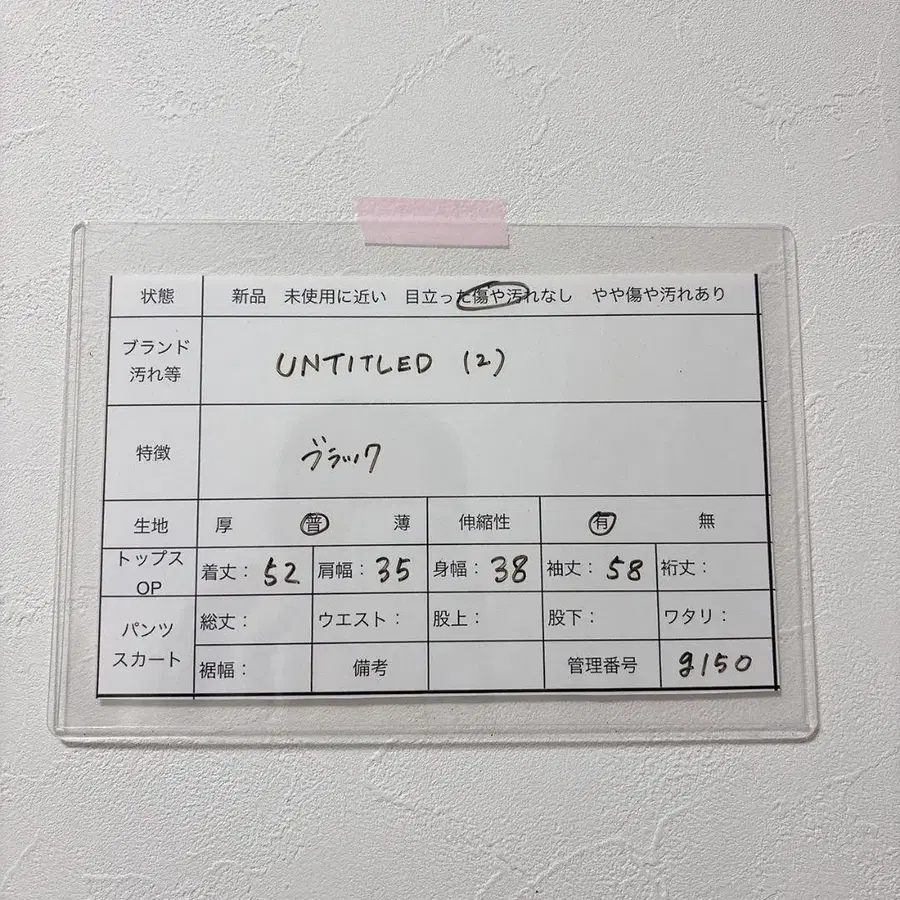 状態 新品 未使用に近い 目立った傷や汚れなし やや傷や汚れあり
ブランド
汚れ等
UNTITLED (2)
特徴 ブラック
生地 厚 普 薄 伸縮性 有 無
トップス
OP
着丈: 52 肩幅: 35 身幅: 38 袖丈: 58 裄丈:
パンツ
スカート
総丈: ウエスト: 股上: 股下: ワタリ:
裾幅: 備考 管理番号 g150